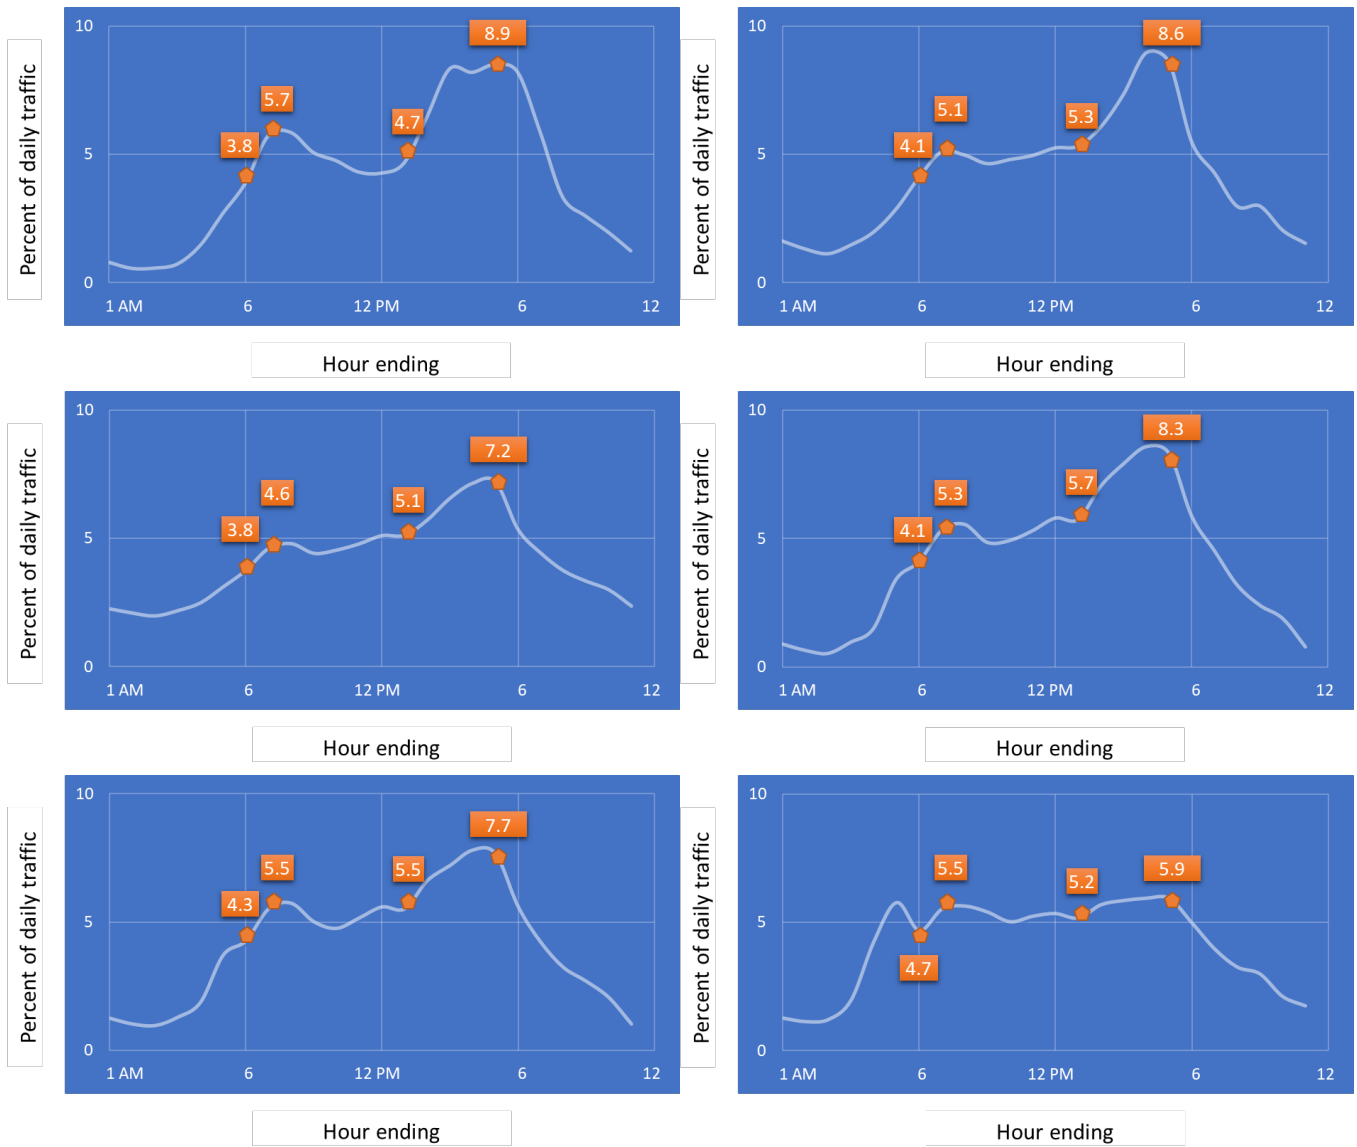 10
8.9
5.7
4.7
3.8
5
0
Percent of daily traffic
1 AM
6
12 PM
6
12
Hour ending
10
8.6
5.1
5.3
4.1
5
0
Percent of daily traffic
1 AM
6
12 PM
6
12
Hour ending
10
7.2
4.6
5.1
3.8
5
0
Percent of daily traffic
1 AM
6
12 PM
6
12
Hour ending
10
8.3
5.7
5.3
4.1
5
0
Percent of daily traffic
1 AM
6
12 PM
6
12
Hour ending
10
7.7
5.5
5.5
4.3
5
0
Percent of daily traffic
1 AM
6
12 PM
6
12
Hour ending
10
5.5
5.9
5.2
5
4.7
0
Percent of daily traffic
1 AM
6
12 PM
6
12
Hour ending